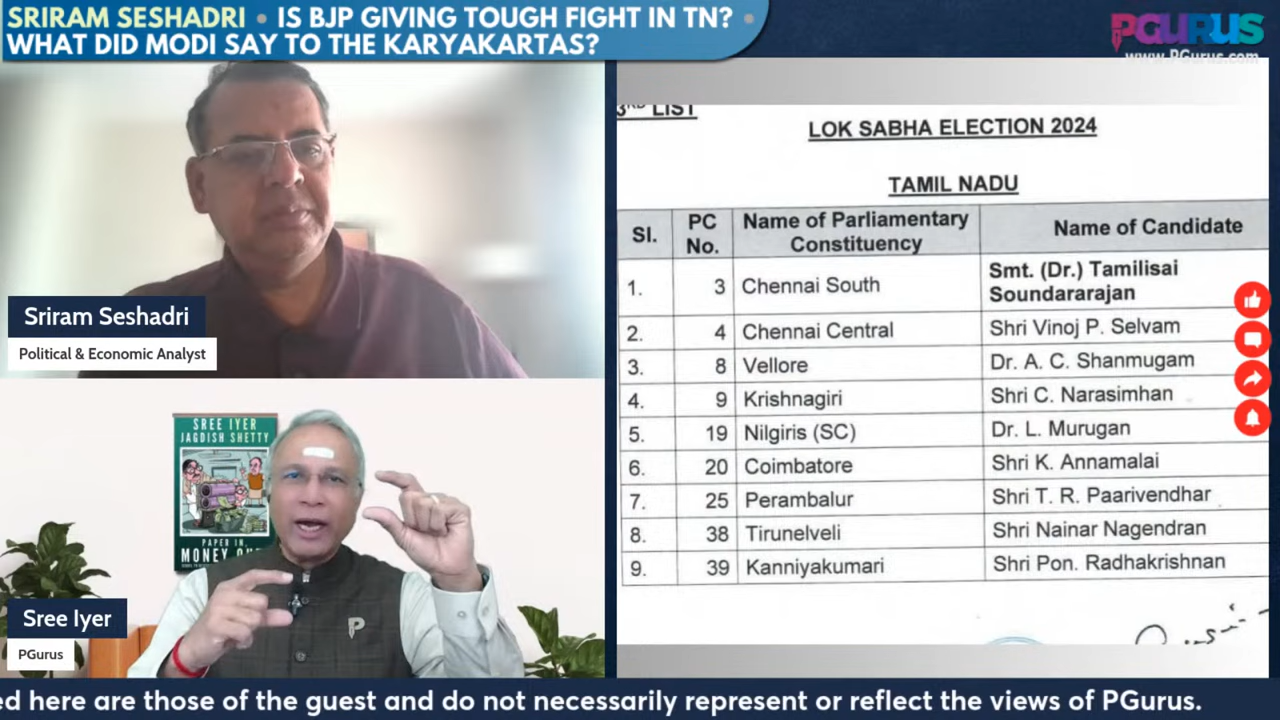 SRIRAM SESHADRI • IS BJP GIVING TOUGH FIGHT IN TN? •
WHAT DID MODI SAY TO THE KARYAKARTAS?
PGURUS
www.PGurus.com
Sriram Seshadri
Political & Economic Analyst
SREE IYER
JAGDISH SHETTY
PAPER IN,
MONEY
Sree Iyer
PGurus
3RD LIST
LOK SABHA ELECTION 2024
TAMIL NADU
Sl. PC No. Name of Parliamentary Constituency Name of Candidate
1. 3 Chennai South Smt. (Dr.) Tamilisai Soundararajan
2. 4 Chennai Central Shri Vinoj P. Selvam
3. 8 Vellore Dr. A. C. Shanmugam
4. 9 Krishnagiri Shri C. Narasimhan
5. 19 Nilgiris (SC) Dr. L. Murugan
6. 20 Coimbatore Shri K. Annamalai
7. 25 Perambalur Shri T. R. Paarivendhar
8. 38 Tirunelveli Shri Nainar Nagendran
9. 39 Kanniyakumari Shri Pon. Radhakrishnan
ed here are those of the guest and do not necessarily represent or reflect the views of PGurus.